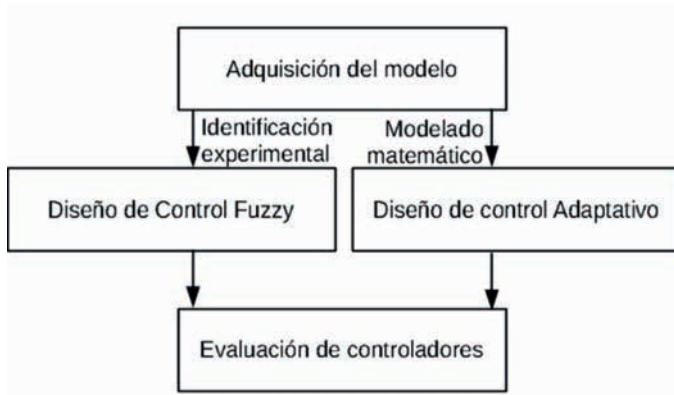 Adquisición del modelo
Identificación
experimental
Modelado
matemático
Diseño de Control Fuzzy
Diseño de control Adaptativo
Evaluación de controladores